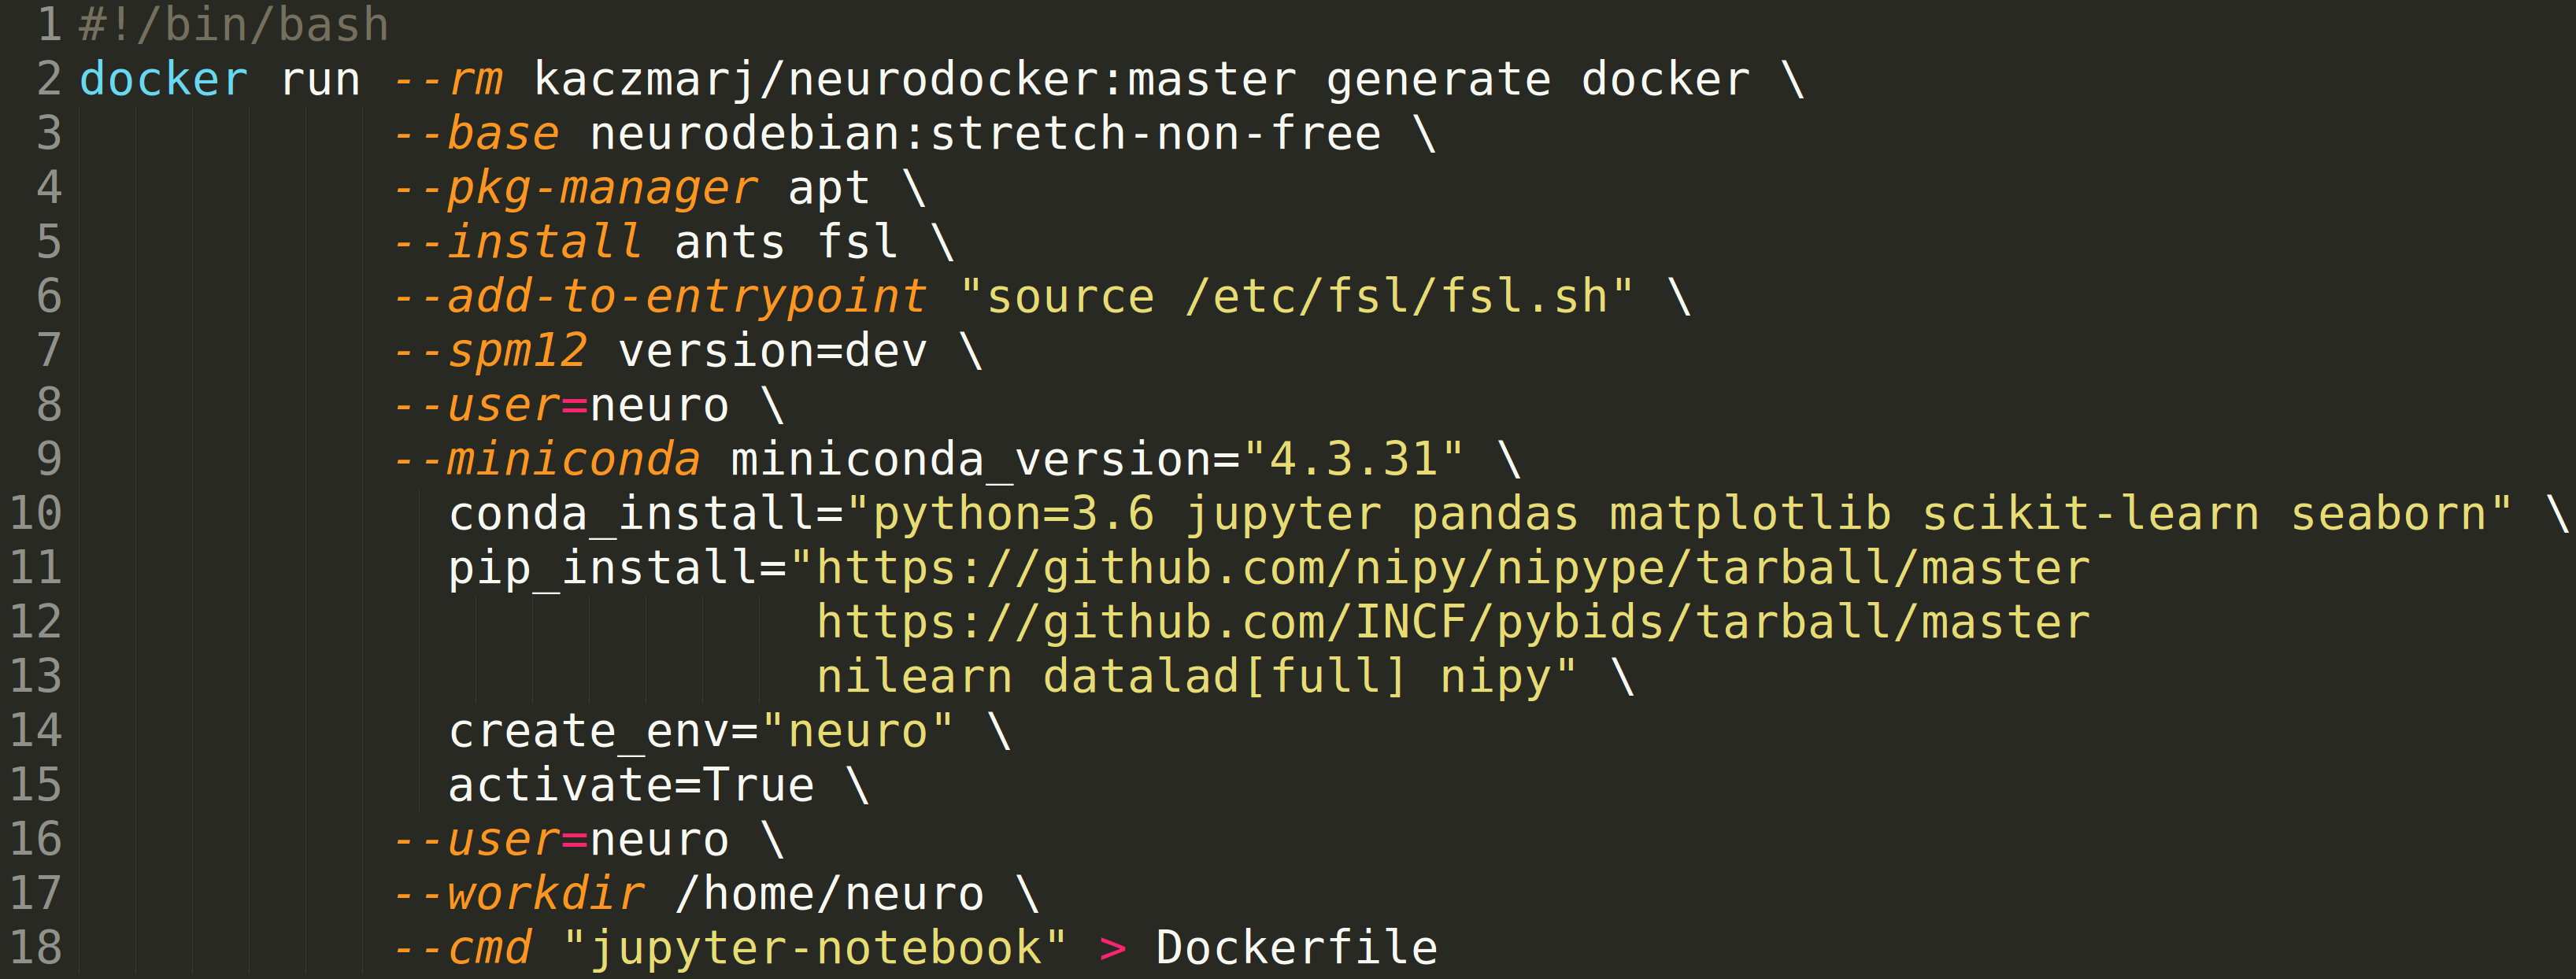 1 #!/bin/bash
2 docker run --rm kaczmarj/neurodocker:master generate docker \
3 --base neurodebian:stretch-non-free \
4 --pkg-manager apt \
5 --install ants fsl \
6 --add-to-entrypoint "source /etc/fsl/fsl.sh" \
7 --spm12 version=dev \
8 --user=neuro \
9 --miniconda miniconda_version="4.3.31" \
10 conda_install="python=3.6 jupyter pandas matplotlib scikit-learn seaborn" \
11 pip_install="https://github.com/nipy/nipype/tarball/master
12 https://github.com/INCF/pybids/tarball/master
13 nilearn datalad[full] nipy" \
14 create_env="neuro" \
15 activate=True \
16 --user=neuro \
17 --workdir /home/neuro \
18 --cmd "jupyter-notebook" > Dockerfile